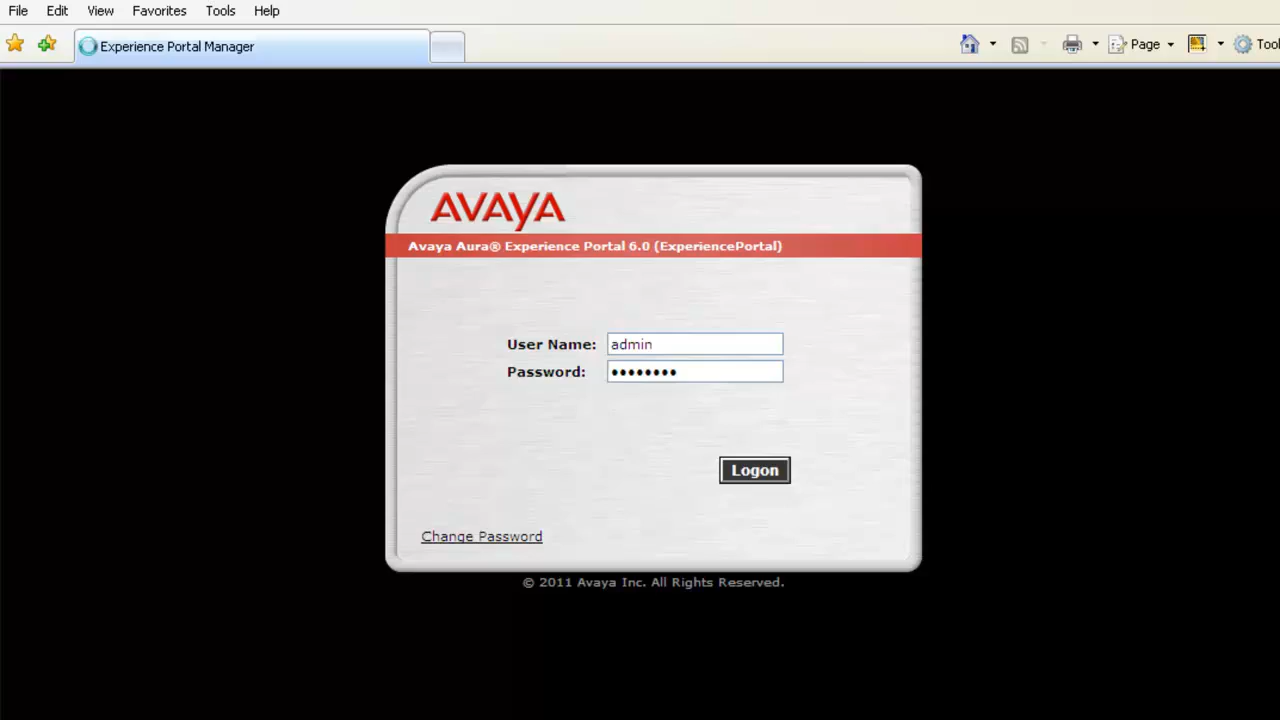 File Edit View Favorites Tools Help
Experience Portal Manager
Page
Tool
AVAYA
Avaya Aura® Experience Portal 6.0 (ExperiencePortal)
User Name: admin
Password: ••••••••
Logon
Change Password
© 2011 Avaya Inc. All Rights Reserved.